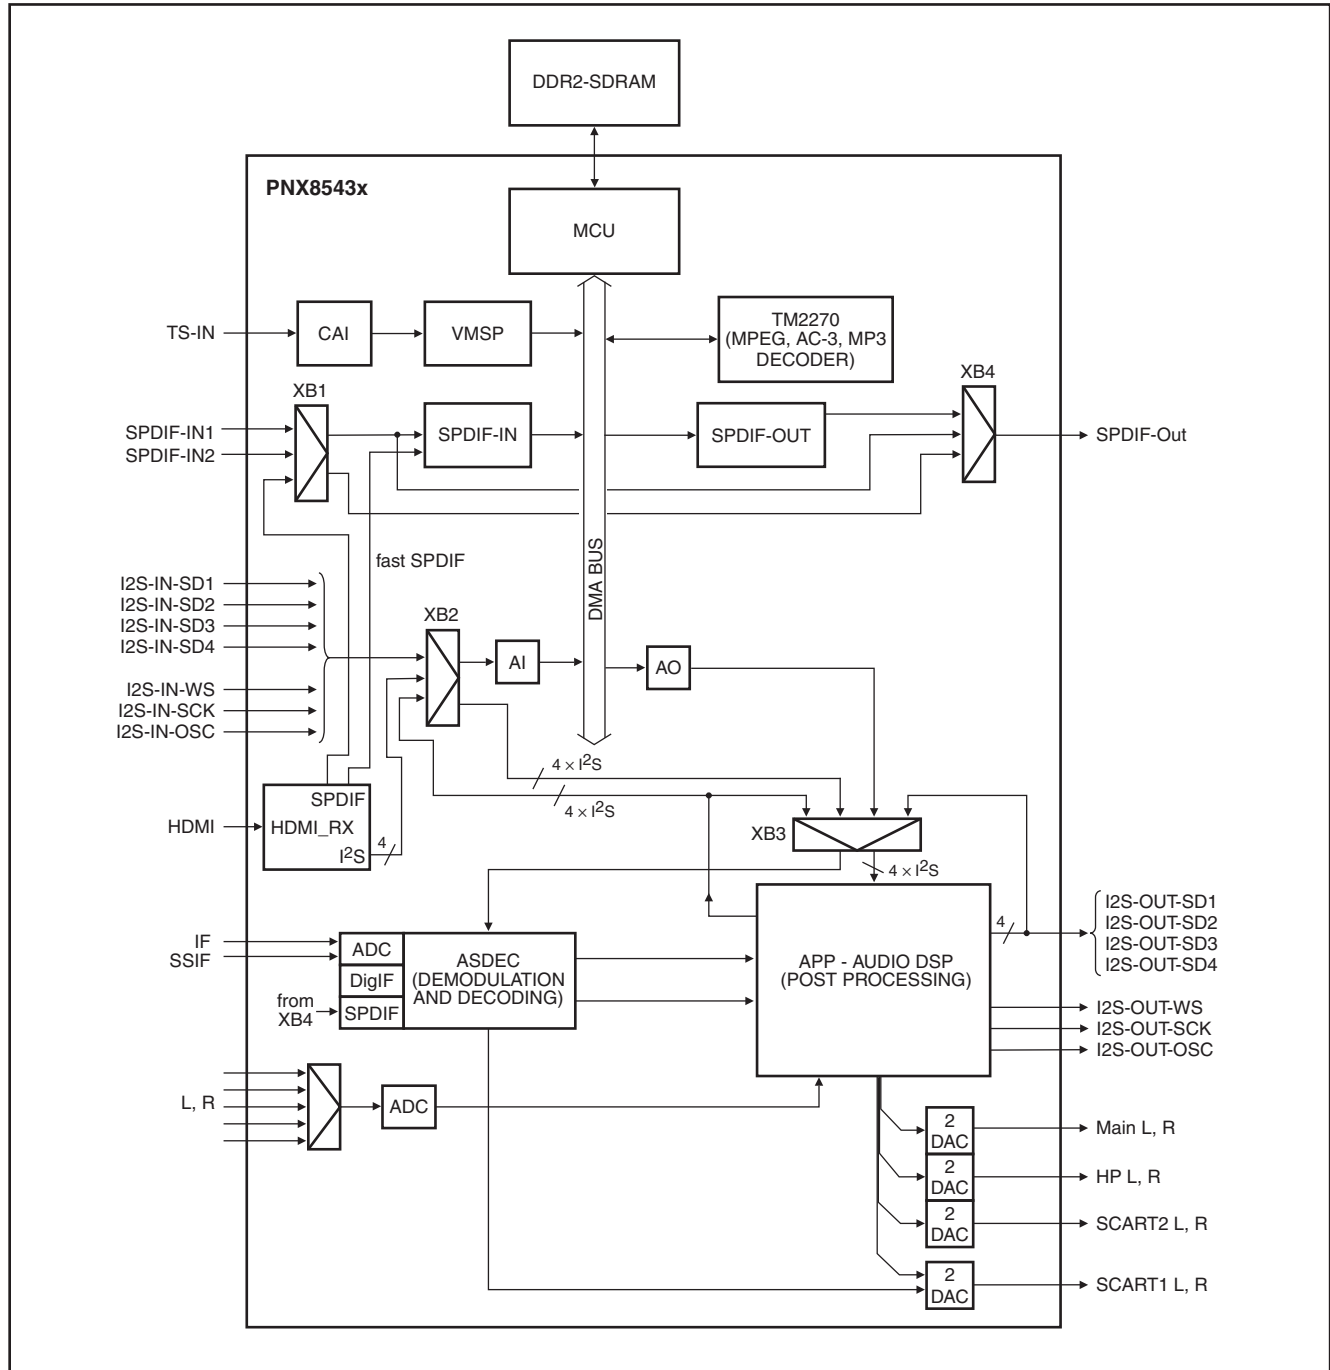 DDR2-SDRAM
PNX8543x
MCU
TS-IN
CAI
VMSP
TM2270
(MPEG, AC-3, MP3
DECODER)
XB1
XB4
SPDIF-IN1
SPDIF-IN2
SPDIF-IN
SPDIF-OUT
SPDIF-Out
fast SPDIF
DMA BUS
I2S-IN-SD1
I2S-IN-SD2
I2S-IN-SD3
I2S-IN-SD4
I2S-IN-WS
I2S-IN-SCK
I2S-IN-OSC
XB2
AI
AO
4 × I²S
4 × I²S
HDMI
SPDIF
HDMI_RX
I²S
4
XB3
4 × I²S
IF
SSIF
ADC
DigIF
SPDIF
from
XB4
ASDEC
(DEMODULATION
AND DECODING)
APP - AUDIO DSP
(POST PROCESSING)
4
I2S-OUT-SD1
I2S-OUT-SD2
I2S-OUT-SD3
I2S-OUT-SD4
I2S-OUT-WS
I2S-OUT-SCK
I2S-OUT-OSC
L, R
ADC
2
DAC
Main L, R
2
DAC
HP L, R
2
DAC
SCART2 L, R
2
DAC
SCART1 L, R